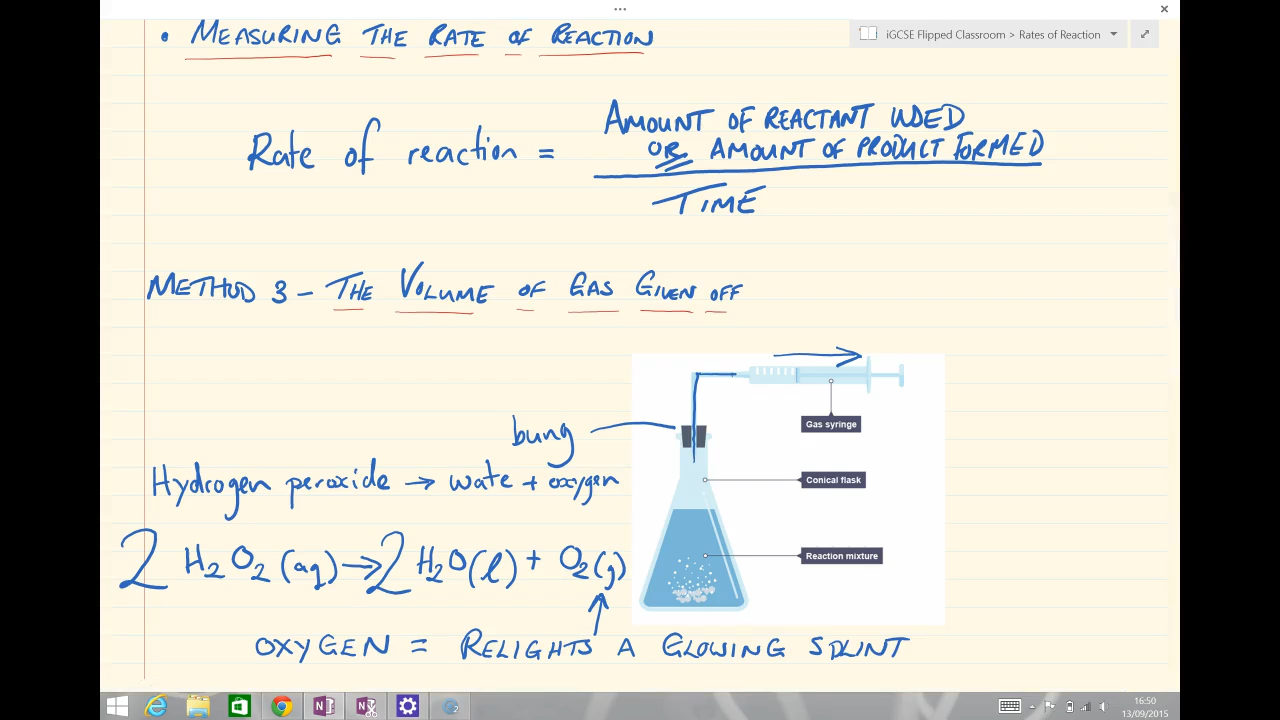 • MEASURING THE RATE OF REACTION
iGCSE Flipped Classroom > Rates of Reaction
Rate of reaction =
AMOUNT OF REACTANT USED
OR AMOUNT OF PRODUCT FORMED
TIME
METHOD 3 - THE VOLUME OF GAS GIVEN OFF
Gas syringe
bung
Conical flask
Hydrogen peroxide → wate + oxygen
Reaction mixture
2 H2O2 (aq) → 2 H2O(l) + O2(g)
OXYGEN = RELIGHTS A GLOWING SPLINT
16:50
13/09/2015